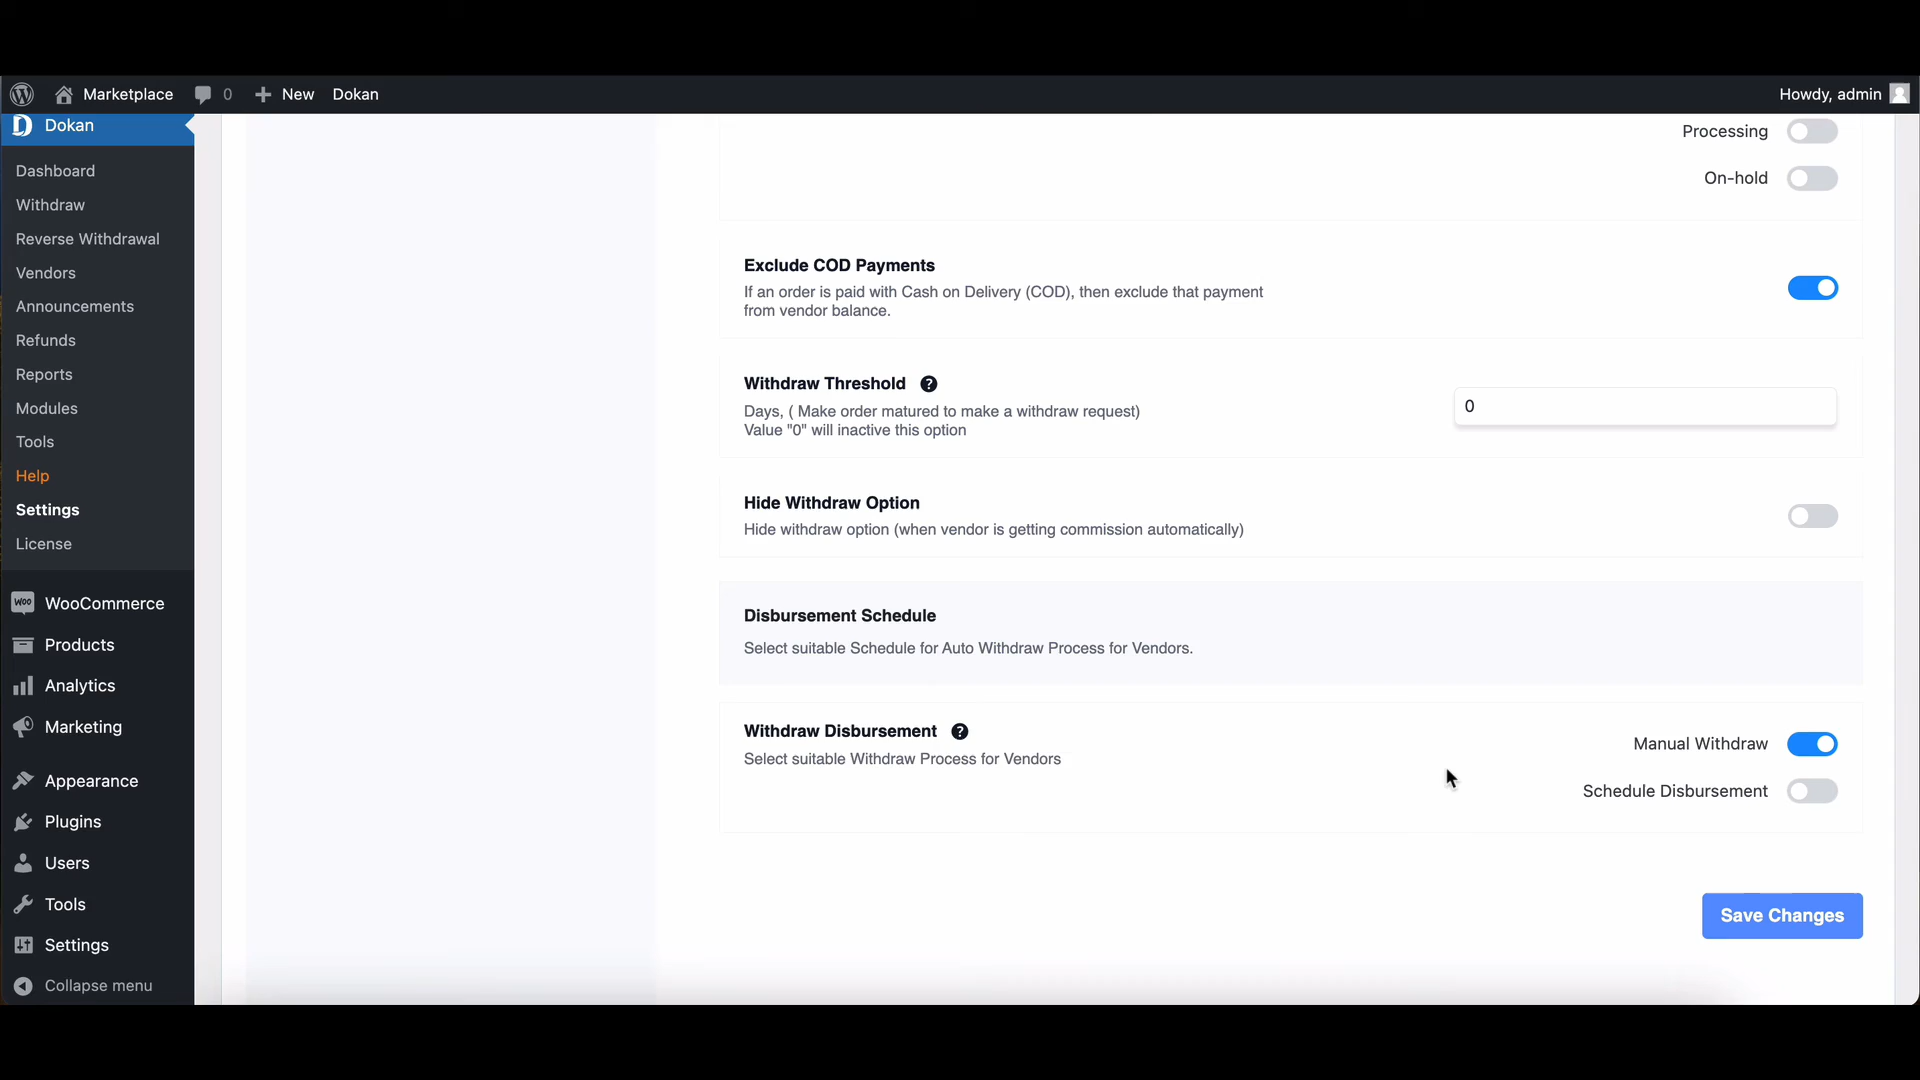 Marketplace
0
New
Dokan
Howdy, admin
Dokan
Dashboard
Withdraw
Reverse Withdrawal
Vendors
Announcements
Refunds
Reports
Modules
Tools
Help
Settings
License
WOO WooCommerce
Products
Analytics
Marketing
Appearance
Plugins
Users
Tools
Settings
Collapse menu
Processing
On-hold
Exclude COD Payments
If an order is paid with Cash on Delivery (COD), then exclude that payment
from vendor balance.
Withdraw Threshold ?
Days, ( Make order matured to make a withdraw request)
Value "0" will inactive this option
0
Hide Withdraw Option
Hide withdraw option (when vendor is getting commission automatically)
Disbursement Schedule
Select suitable Schedule for Auto Withdraw Process for Vendors.
Withdraw Disbursement ?
Select suitable Withdraw Process for Vendors
Manual Withdraw
Schedule Disbursement
Save Changes